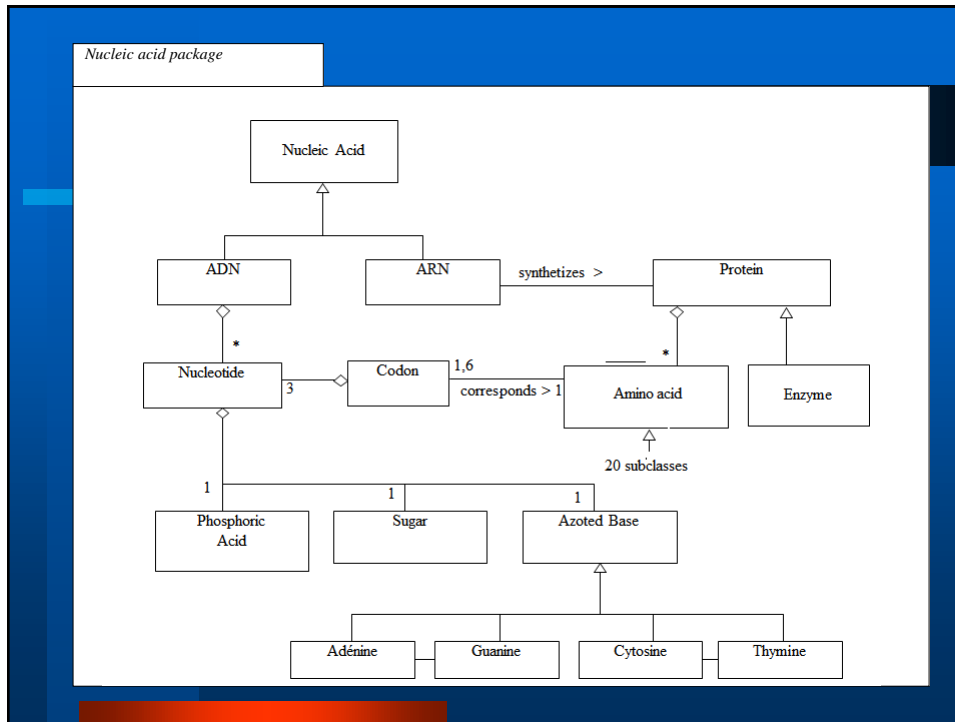 Nucleic acid package
Nucleic Acid
ADN
ARN
synthetizes >
Protein
*
*
Nucleotide
3
Codon
1,6
corresponds > 1
Amino acid
Enzyme
20 subclasses
1
1
1
Phosphoric
Acid
Sugar
Azoted Base
Adénine
Guanine
Cytosine
Thymine